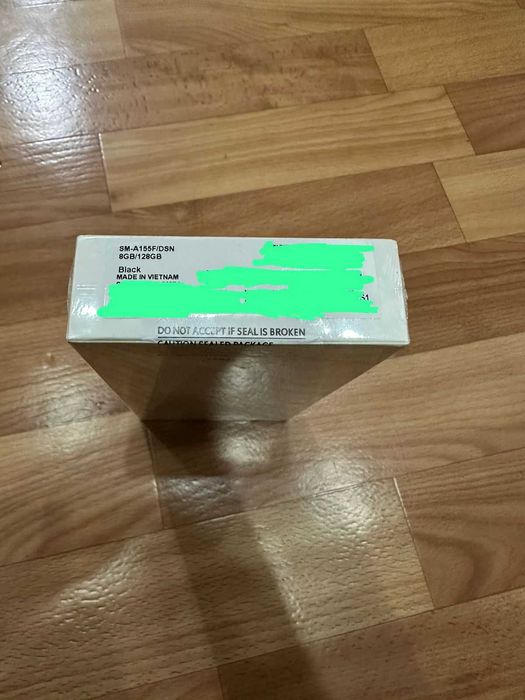 SM-A155F/DSN
8GB/128GB
Black
MADE IN VIETNAM
DO NOT ACCEPT IF SEAL IS BROKEN
CAUTION SEALED PACKAGE